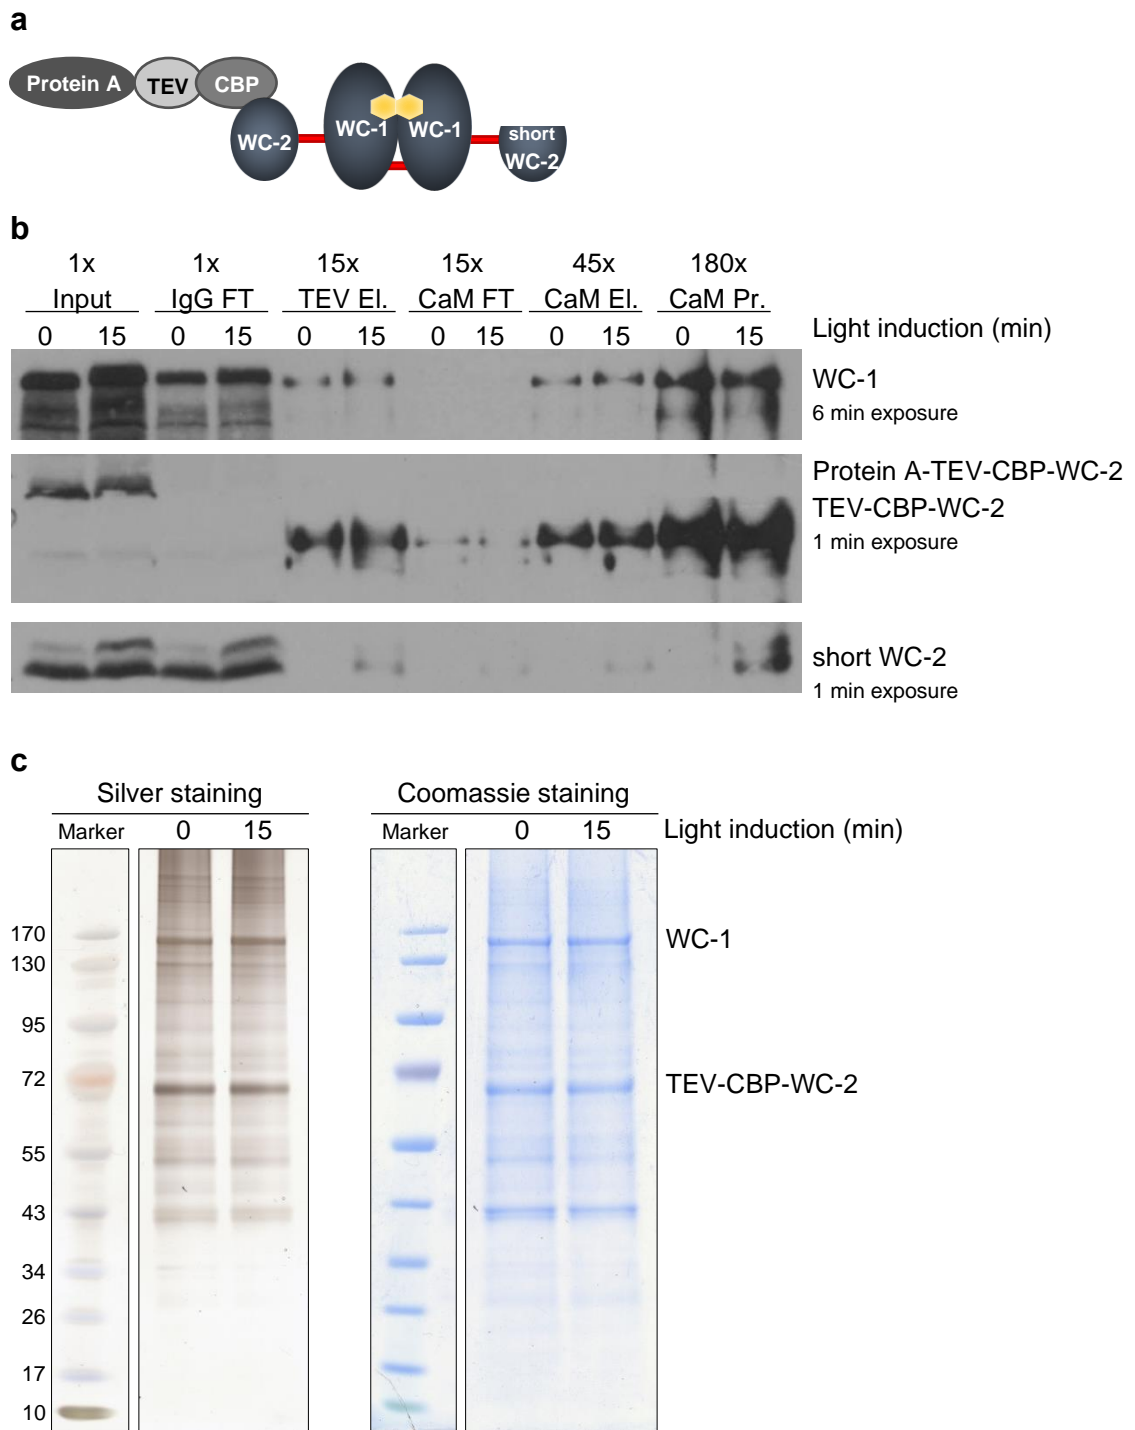 a
Protein A TEV CBP
WC-2 WC-1 WC-1 short
WC-2
b
1x 1x 15x 15x 45x 180x
Input IgG FT TEV El. CaM FT CaM El. CaM Pr.
0 15 0 15 0 15 0 15 0 15 0 15 Light induction (min)
WC-1
6 min exposure
Protein A-TEV-CBP-WC-2
TEV-CBP-WC-2
1 min exposure
short WC-2
1 min exposure
c
Silver staining Coomassie staining
Marker 0 15 Marker 0 15 Light induction (min)
170 WC-1
130
95
72 TEV-CBP-WC-2
55
43
34
26
17
10